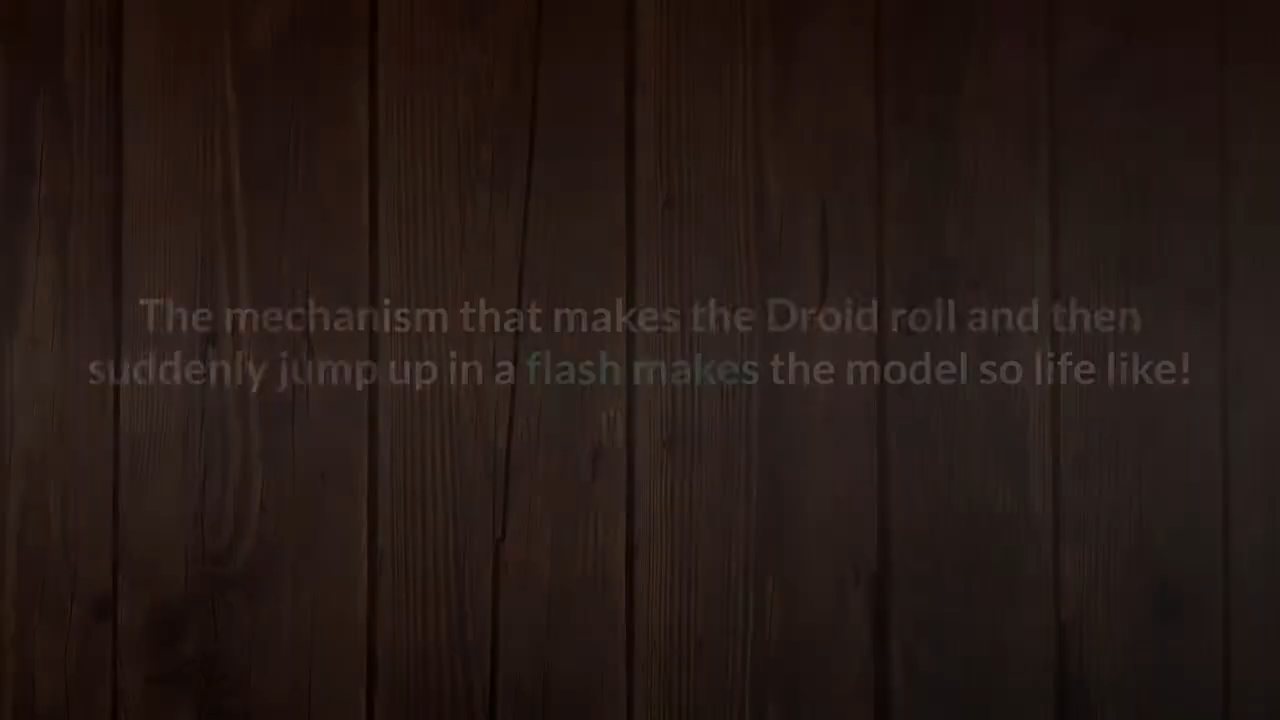 The mechanism that makes the Droid roll and then
suddenly jump up in a flash makes the model so life like!